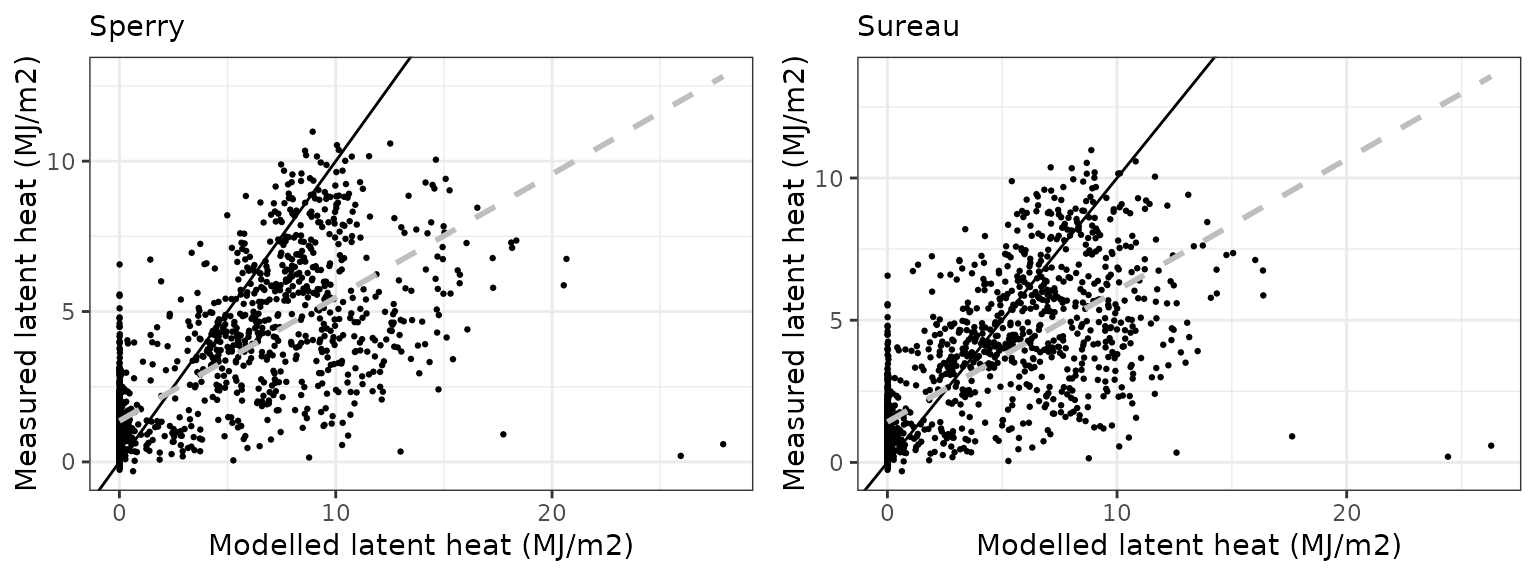 Sperry
Measured latent heat (MJ/m2)
10
5
0
0 10 20
Modelled latent heat (MJ/m2)
Sureau
Measured latent heat (MJ/m2)
10
5
0
0 10 20
Modelled latent heat (MJ/m2)